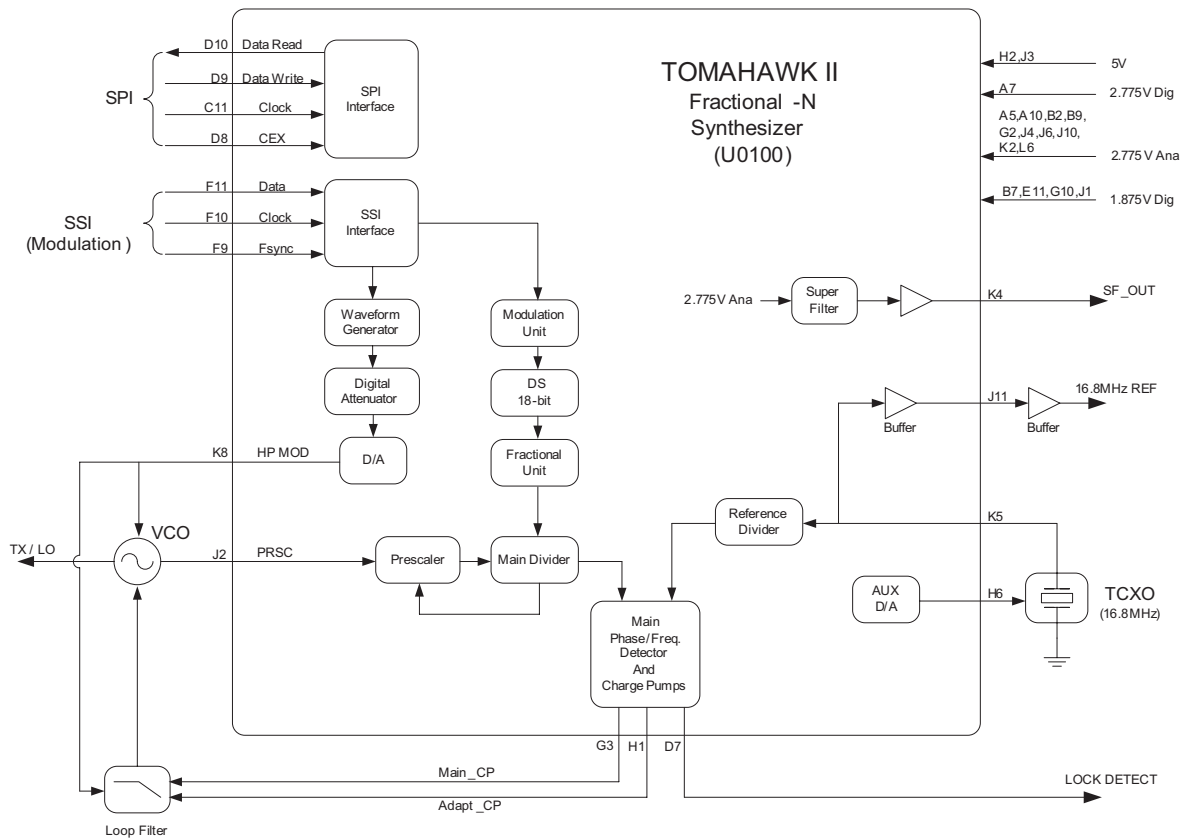 D10 Data Read
D9 Data Write
C11 Clock
D8 CEX
SPI
SPI
Interface
F11 Data
F10 Clock
F9 Fsync
SSI
(Modulation )
SSI
Interface
TOMAHAWK II
Fractional -N
Synthesizer
(U0100)
H2,J3
5V
A7
2.775V Dig
A5,A10,B2,B9,
G2,J4,J6,J10,
K2,L6
2.775V Ana
B7,E11,G10,J1
1.875V Dig
Waveform
Generator
Modulation
Unit
2.775V Ana
Super
Filter
K4
SF_OUT
Digital
Attenuator
DS
18-bit
J11
16.8MHz REF
Buffer
Buffer
K8
HP MOD
D/A
Fractional
Unit
Reference
Divider
K5
VCO
TX / LO
J2
PRSC
Prescaler
Main Divider
AUX
D/A
H6
TCXO
(16.8MHz)
Main
Phase/Freq.
Detector
And
Charge Pumps
G3
H1
D7
Main_CP
Adapt _CP
LOCK DETECT
Loop Filter